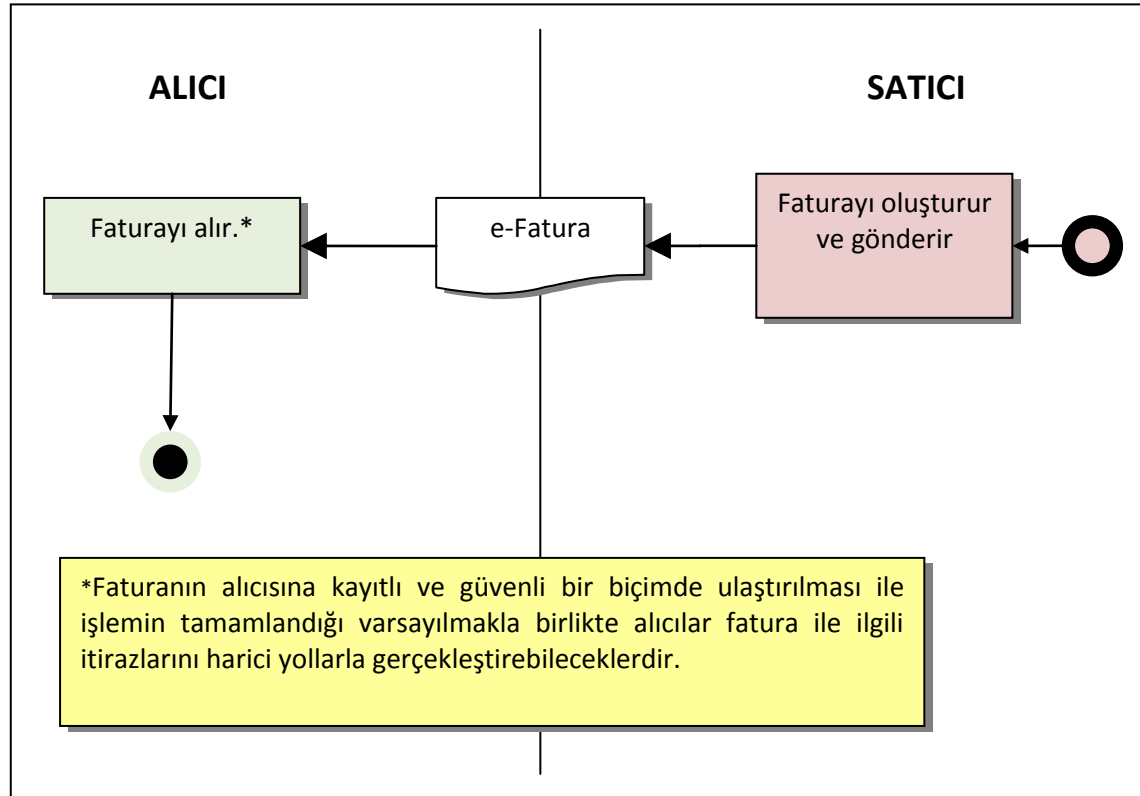 ALICI
SATICI
Faturayı alır.*
e-Fatura
Faturayı oluşturur
ve gönderir
*Faturanın alıcısına kayıtlı ve güvenli bir biçimde ulaştırılması ile
işlemin tamamlandığı varsayılmakla birlikte alıcılar fatura ile ilgili
itirazlarını harici yollarla gerçekleştirebileceklerdir.